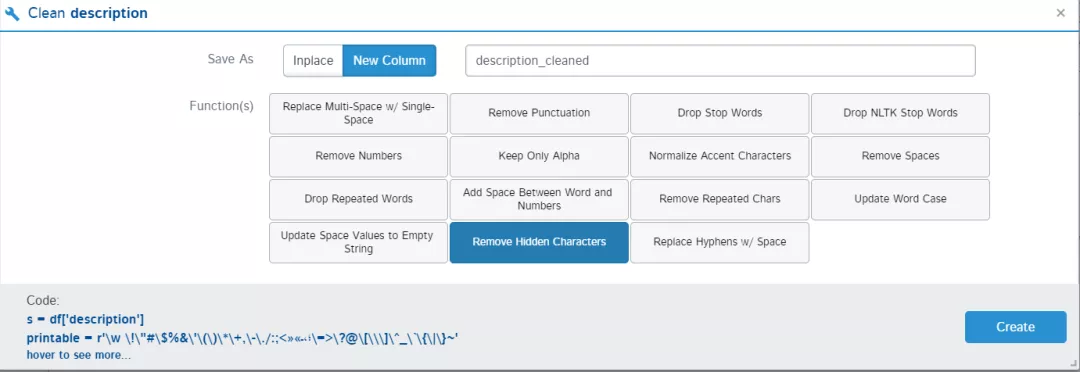 Clean description
×
Save As
Inplace
New Column
description_cleaned
Function(s)
Replace Multi-Space w/ Single-
Space
Remove Punctuation
Drop Stop Words
Drop NLTK Stop Words
Remove Numbers
Keep Only Alpha
Normalize Accent Characters
Remove Spaces
Drop Repeated Words
Add Space Between Word and
Numbers
Remove Repeated Chars
Update Word Case
Update Space Values to Empty
String
Remove Hidden Characters
Replace Hyphens w/ Space
Code:
s = df['description']
printable = r'\w \!\"#\$%&\'\(\)\*\+,\-\./:;<»«\=>\?@\[\\\]\^_\`\{\|\}~'
hover to see more...
Create